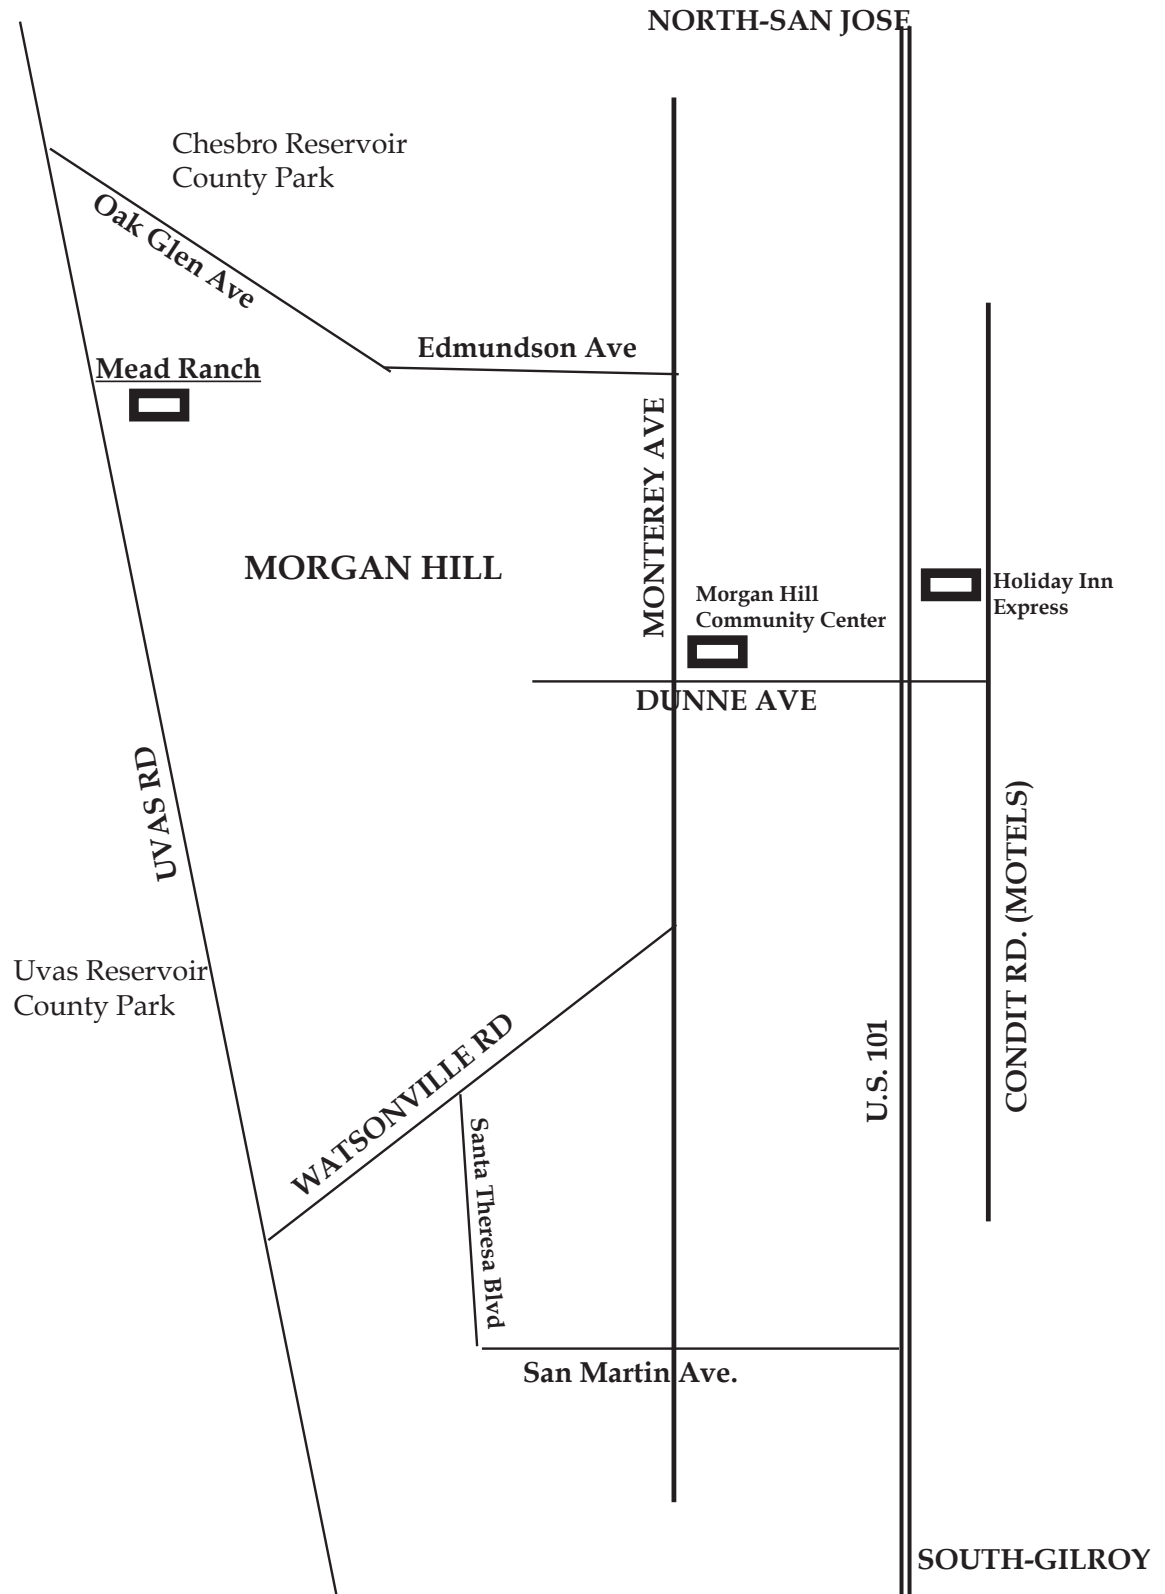 NORTH-SAN JOSE
Chesbro Reservoir
County Park
Oak Glen Ave
Edmundson Ave
Mead Ranch
MONTEREY AVE
MORGAN HILL
Holiday Inn
Express
Morgan Hill
Community Center
DUNNE AVE
UVAS RD
CONDIT RD. (MOTELS)
Uvas Reservoir
County Park
WATSONVILLE RD
U.S. 101
Santa Theresa Blvd
San Martin Ave.
SOUTH-GILROY